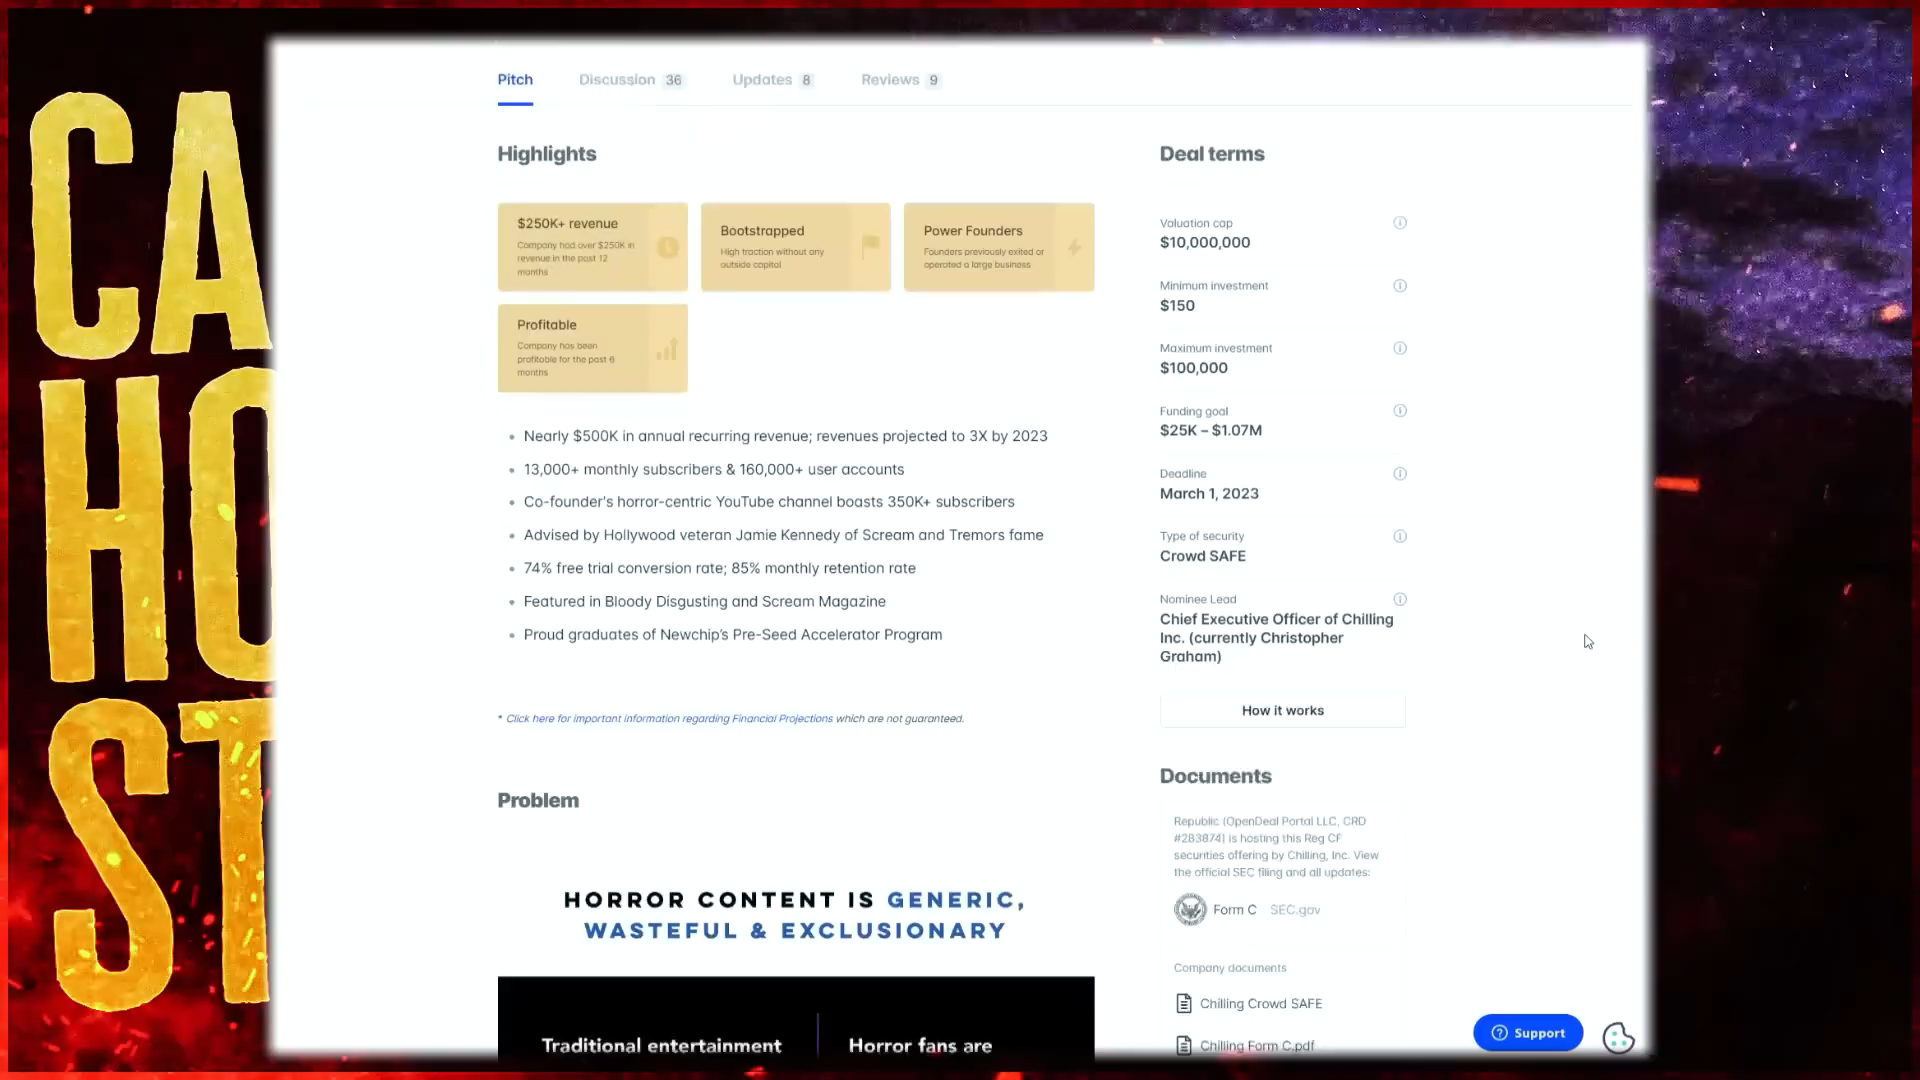 CA
HO
ST
Pitch
Discussion 36
Updates 8
Reviews 9
Highlights
$250K+ revenue
Company had over $250K in
revenue in the past 12
months
Bootstrapped
High traction without any
outside capital
Power Founders
Founders previously exited or
operated a large business
Profitable
Company has been
profitable for the past 6
months
Nearly $500K in annual recurring revenue; revenues projected to 3X by 2023
13,000+ monthly subscribers & 160,000+ user accounts
Co-founder's horror-centric YouTube channel boasts 350K+ subscribers
Advised by Hollywood veteran Jamie Kennedy of Scream and Tremors fame
74% free trial conversion rate; 85% monthly retention rate
Featured in Bloody Disgusting and Scream Magazine
Proud graduates of Newchip's Pre-Seed Accelerator Program
* Click here for important information regarding Financial Projections which are not guaranteed.
Problem
HORROR CONTENT IS GENERIC,
WASTEFUL & EXCLUSIONARY
Traditional entertainment
Horror fans are
Deal terms
Valuation cap
$10,000,000
Minimum investment
$150
Maximum investment
$100,000
Funding goal
$25K – $1.07M
Deadline
March 1, 2023
Type of security
Crowd SAFE
Nominee Lead
Chief Executive Officer of Chilling
Inc. (currently Christopher
Graham)
How it works
Documents
Republic (OpenDeal Portal LLC, CRD
#283874) is hosting this Reg CF
securities offering by Chilling, Inc. View
the official SEC filing and all updates:
Form C SEC.gov
Company documents
Chilling Crowd SAFE
Chilling Form C.pdf
Support